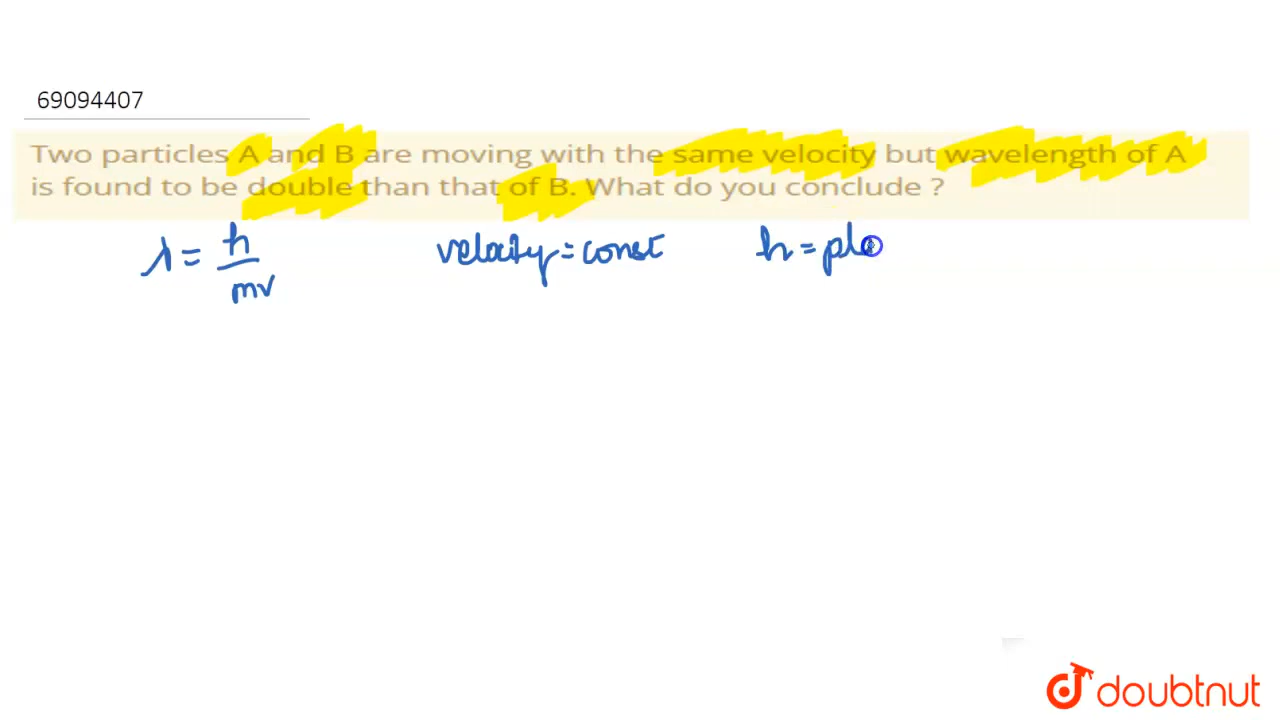 69094407
Two particles A and B are moving with the same velocity but wavelength of A
is found to be double than that of B. What do you conclude ?
λ = h/mv velocity = const h = pla
doubtnut